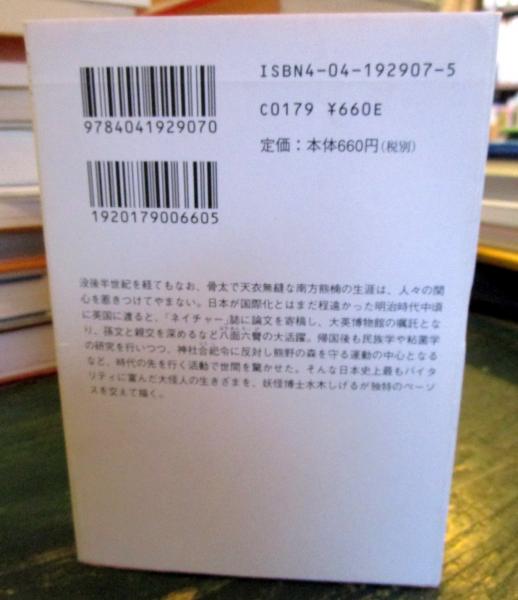 ISBN4-04-192907-5
C0179 ¥660E
定価：本体660円（税別）
9784041929070
1920179006605
没後半世紀を経てもなお、骨太で天衣無縫な南方熊楠の生涯は、人々の関
心を惹きつけてやまない。日本が国際化とはまだ程遠かった明治時代中頃
に英国に渡ると、「ネイチャー」誌に論文を寄稿し、大英博物館の嘱託とな
り、孫文と親交を深めるなど八面六臂の大活躍。帰国後も民族学や粘菌学
の研究を行いつつ、神社合祀令に反対し熊野の森を守る運動の中心となる
など、時代の先を行く活動で世間を驚かせた。そんな日本史上最もバイタ
リティに富んだ大怪人の生きざまを、妖怪博士水木しげるが独特のペーソ
スを交えて描く。